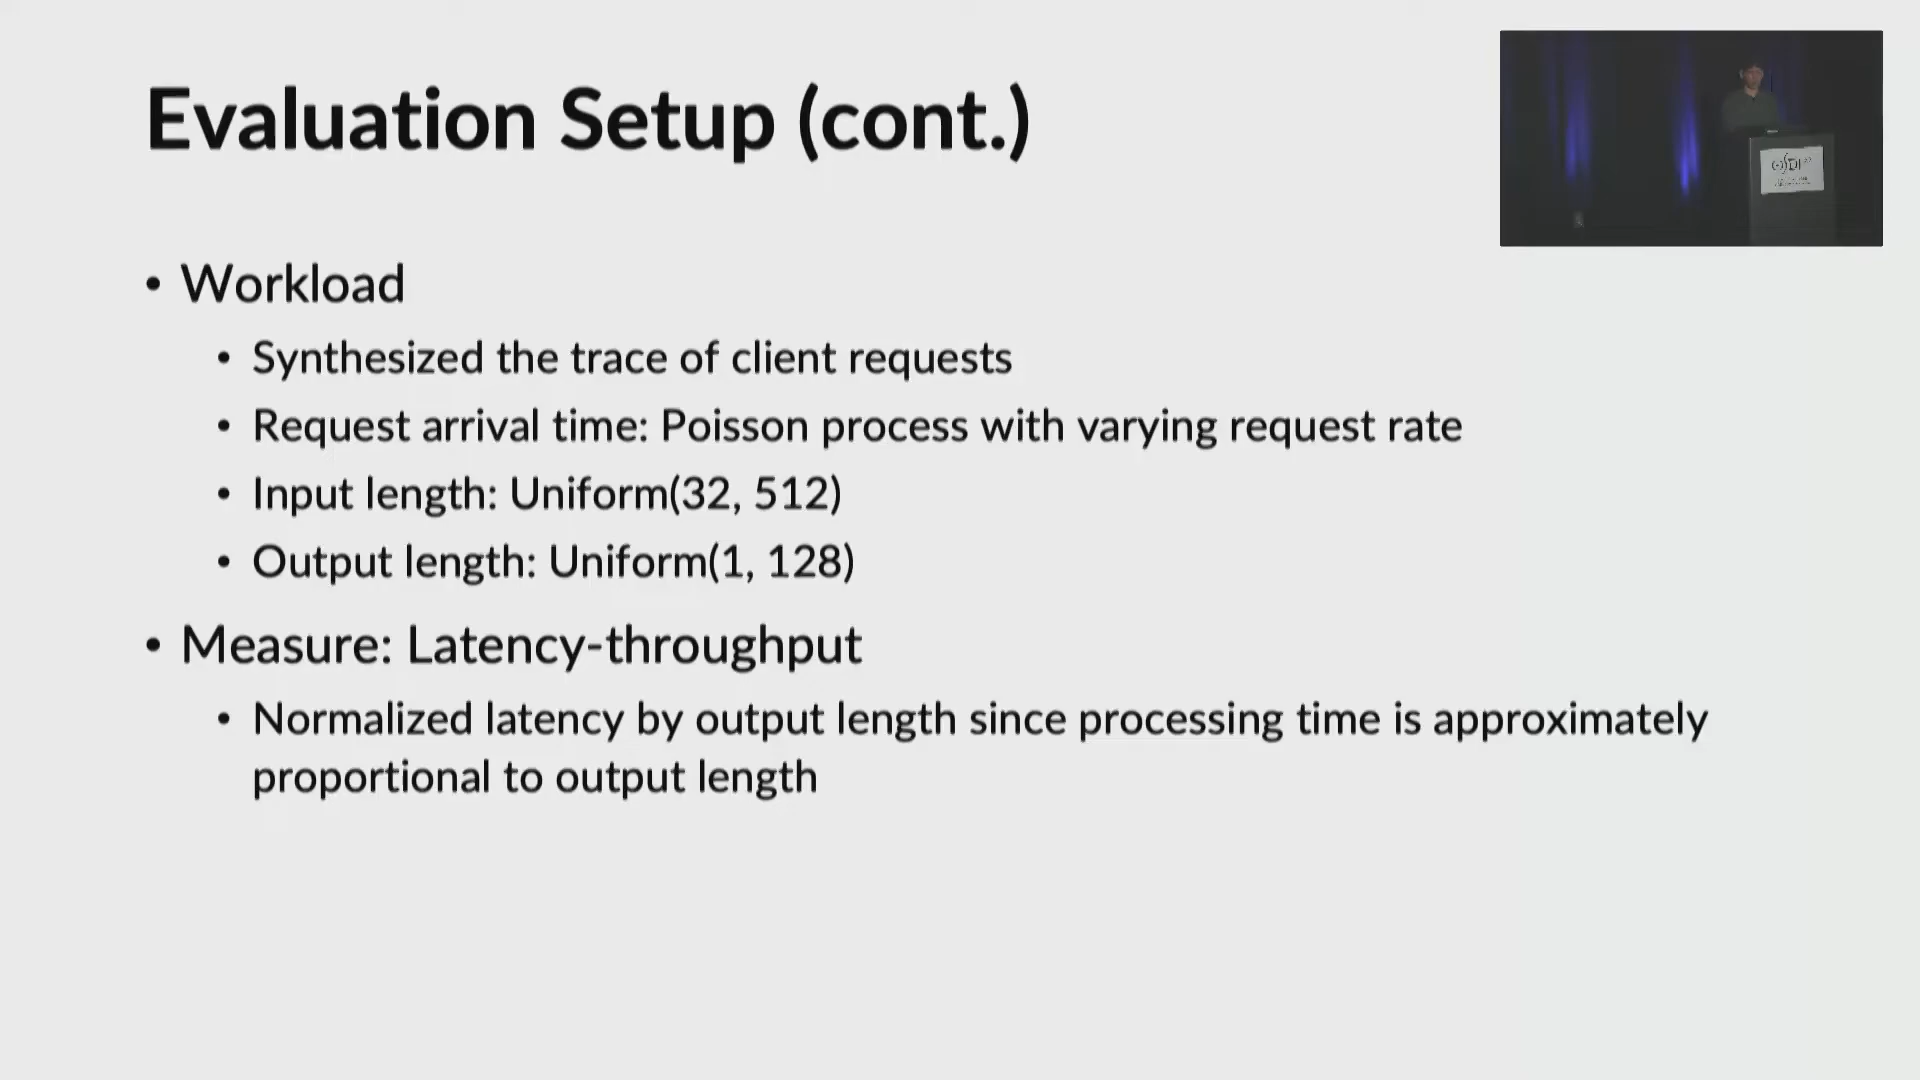 Evaluation Setup (cont.)
• Workload
• Synthesized the trace of client requests
• Request arrival time: Poisson process with varying request rate
• Input length: Uniform(32, 512)
• Output length: Uniform(1, 128)
• Measure: Latency-throughput
• Normalized latency by output length since processing time is approximately
proportional to output length